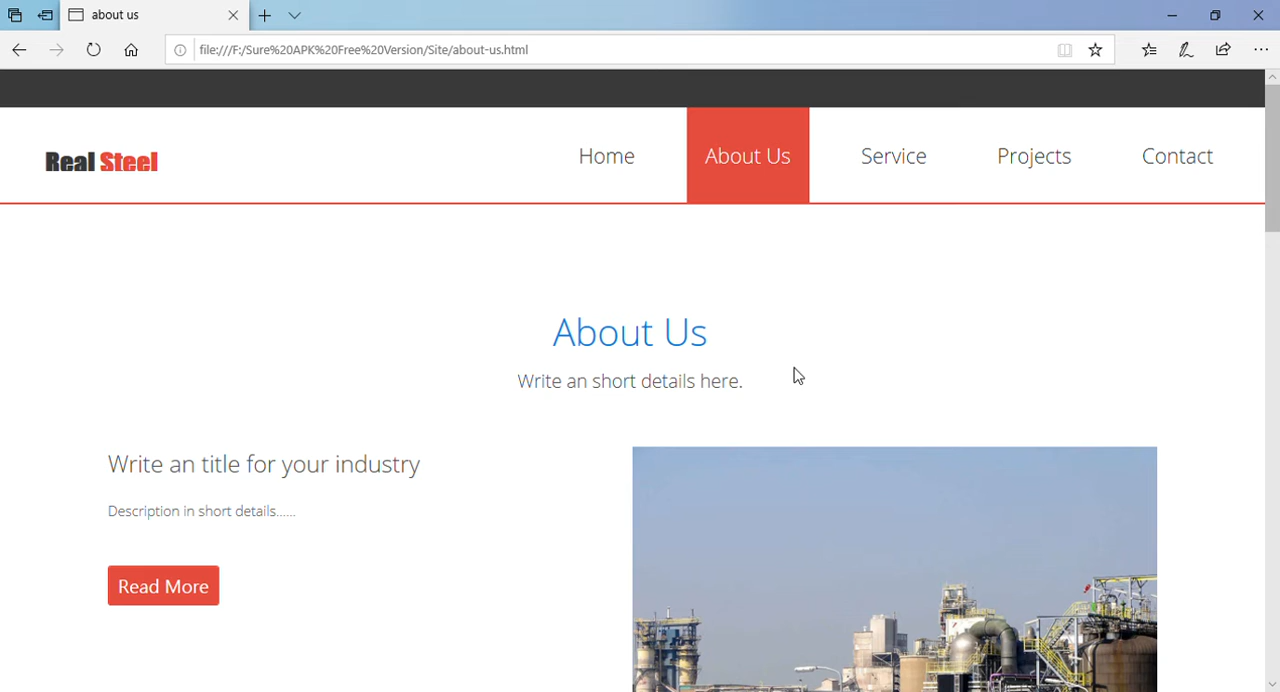 about us
file:///F:/Sure%20APK%20Free%20Version/Site/about-us.html
Real Steel
Home
About Us
Service
Projects
Contact
About Us
Write an short details here.
Write an title for your industry
Description in short details......
Read More